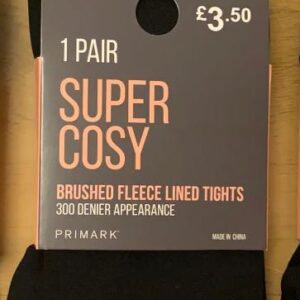 £3.50
1 PAIR
SUPER
COSY
BRUSHED FLEECE LINED TIGHTS
300 DENIER APPEARANCE
PRIMARK®
MADE IN CHINA